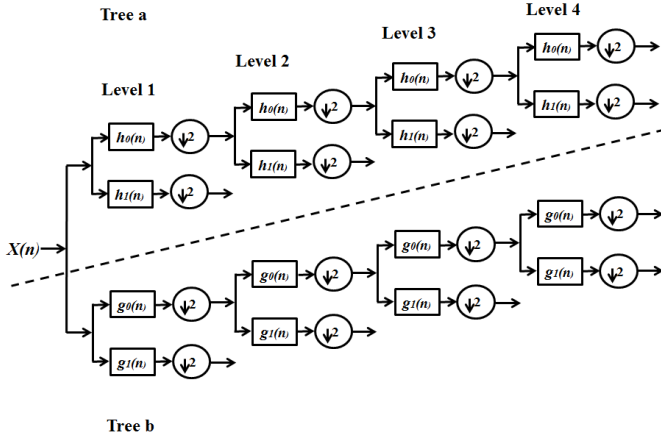 Tree a
Level 4
Level 3
Level 2
Level 1
h0(n) ↓2
h1(n) ↓2
h0(n) ↓2
h1(n) ↓2
h0(n) ↓2
h1(n) ↓2
h0(n) ↓2
h1(n) ↓2
X(n)
g0(n) ↓2
g1(n) ↓2
g0(n) ↓2
g1(n) ↓2
g0(n) ↓2
g1(n) ↓2
g0(n) ↓2
g1(n) ↓2
Tree b